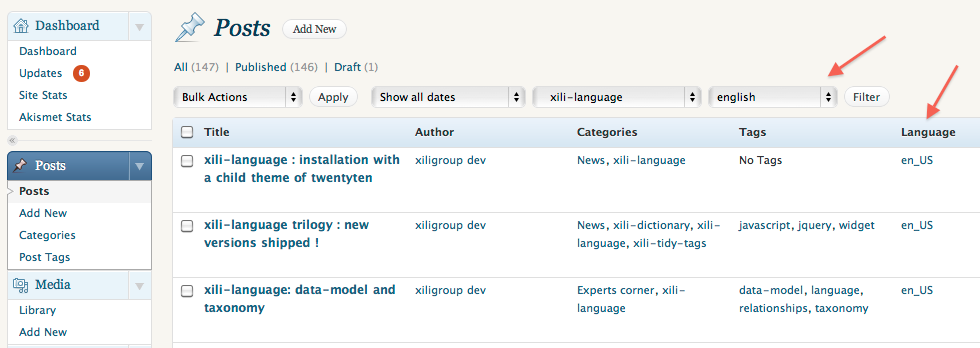 Dashboard
Dashboard
Updates 6
Site Stats
Akismet Stats
Posts
Posts
Add New
Categories
Post Tags
Media
Library
Add New
Posts Add New
All (147) | Published (146) | Draft (1)
Bulk Actions Apply Show all dates xili-language english Filter
Title Author Categories Tags Language
xili-language : installation with
a child theme of twentyten
xiligroup dev
News, xili-language
No Tags
en_US
xili-language trilogy : new
versions shipped !
xiligroup dev
News, xili-dictionary, xili-
language, xili-tidy-tags
javascript, jquery, widget
en_US
xili-language: data-model and
taxonomy
xiligroup dev
Experts corner, xili-
language
data-model, language,
relationships, taxonomy
en_US